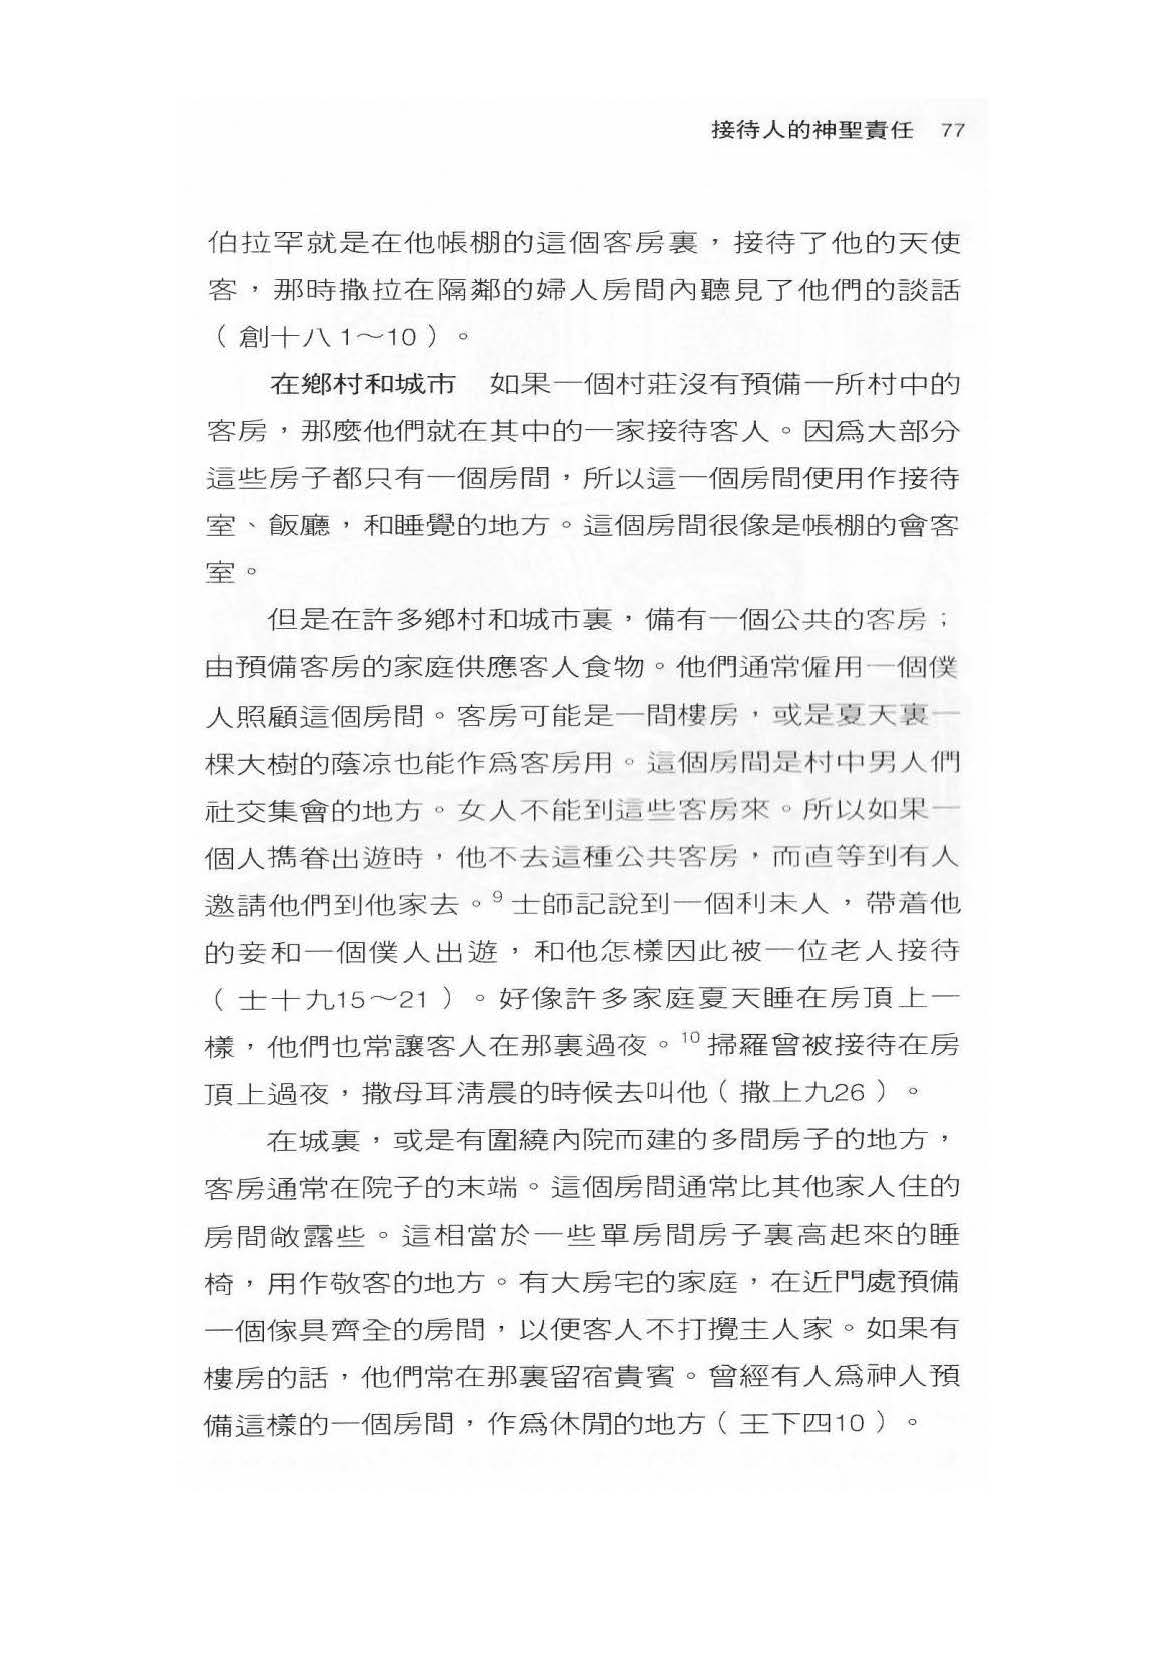 接待人的神聖責任 77
伯拉罕就是在他帳棚的這個客房裏，接待了他的天使
客，那時撒拉在隔鄰的婦人房間內聽見了他們的談話
（創十八1～10）。
在鄉村和城市　如果一個村莊沒有預備一所村中的
客房，那麼他們就在其中的一家接待客人。因爲大部分
這些房子都只有一個房間，所以這一個房間便用作接待
室、飯廳，和睡覺的地方。這個房間很像是帳棚的會客
室。
但是在許多鄉村和城市裏，備有一個公共的客房；
由預備客房的家庭供應客人食物。他們通常僱用一個僕
人照顧這個房間。客房可能是一間樓房，或是夏天裏一
棵大樹的蔭凉也能作爲客房用。這個房間是村中男人們
社交集會的地方。女人不能到這些客房來。所以如果一
個人攜眷出遊時，他不去這種公共客房，而直等到有人
邀請他們到他家去。9士師記說到一個利未人，帶着他
的妾和一個僕人出遊，和他怎樣因此被一位老人接待
（士十九15～21）。好像許多家庭夏天睡在房頂上一
樣，他們也常讓客人在那裏過夜。10掃羅曾被接待在房
頂上過夜，撒母耳淸晨的時候去叫他（撒上九26）。
在城裏，或是有圍繞內院而建的多間房子的地方，
客房通常在院子的末端。這個房間通常比其他家人住的
房間敞露些。這相當於一些單房間房子裏高起來的睡
椅，用作敬客的地方。有大房宅的家庭，在近門處預備
一個傢具齊全的房間，以便客人不打攪主人家。如果有
樓房的話，他們常在那裏留宿貴賓。曾經有人爲神人預
備這樣的一個房間，作爲休閒的地方（王下四10）。